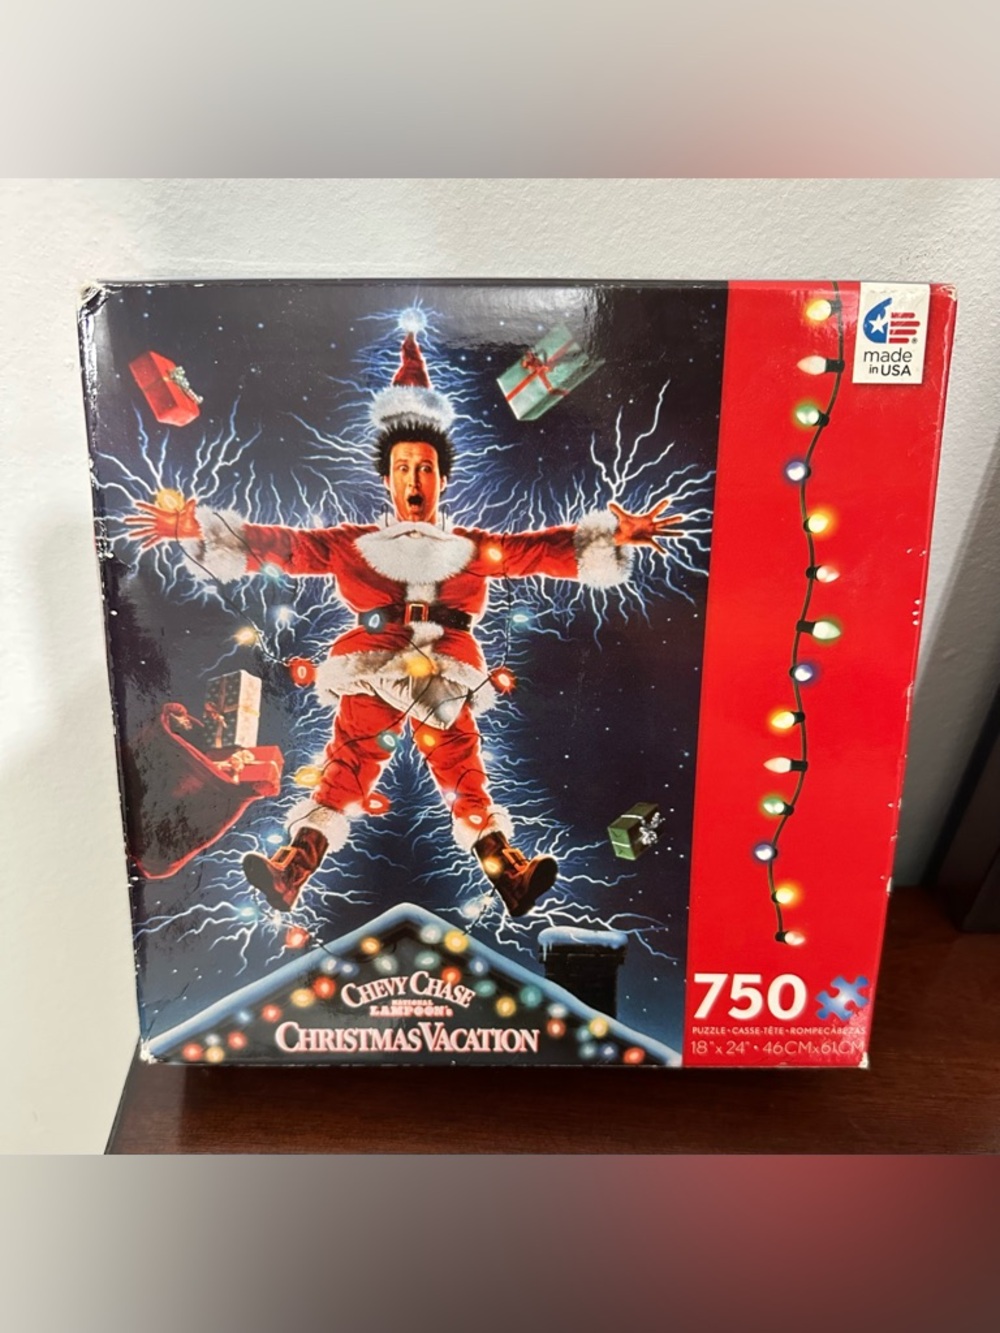 made
in USA
CHEVY CHASE
NATIONAL
LAMPOON'S
CHRISTMAS VACATION
750
PUZZLE • CASSE-TÊTE • ROMPECABEZAS
18" x 24" • 46CM x 61CM